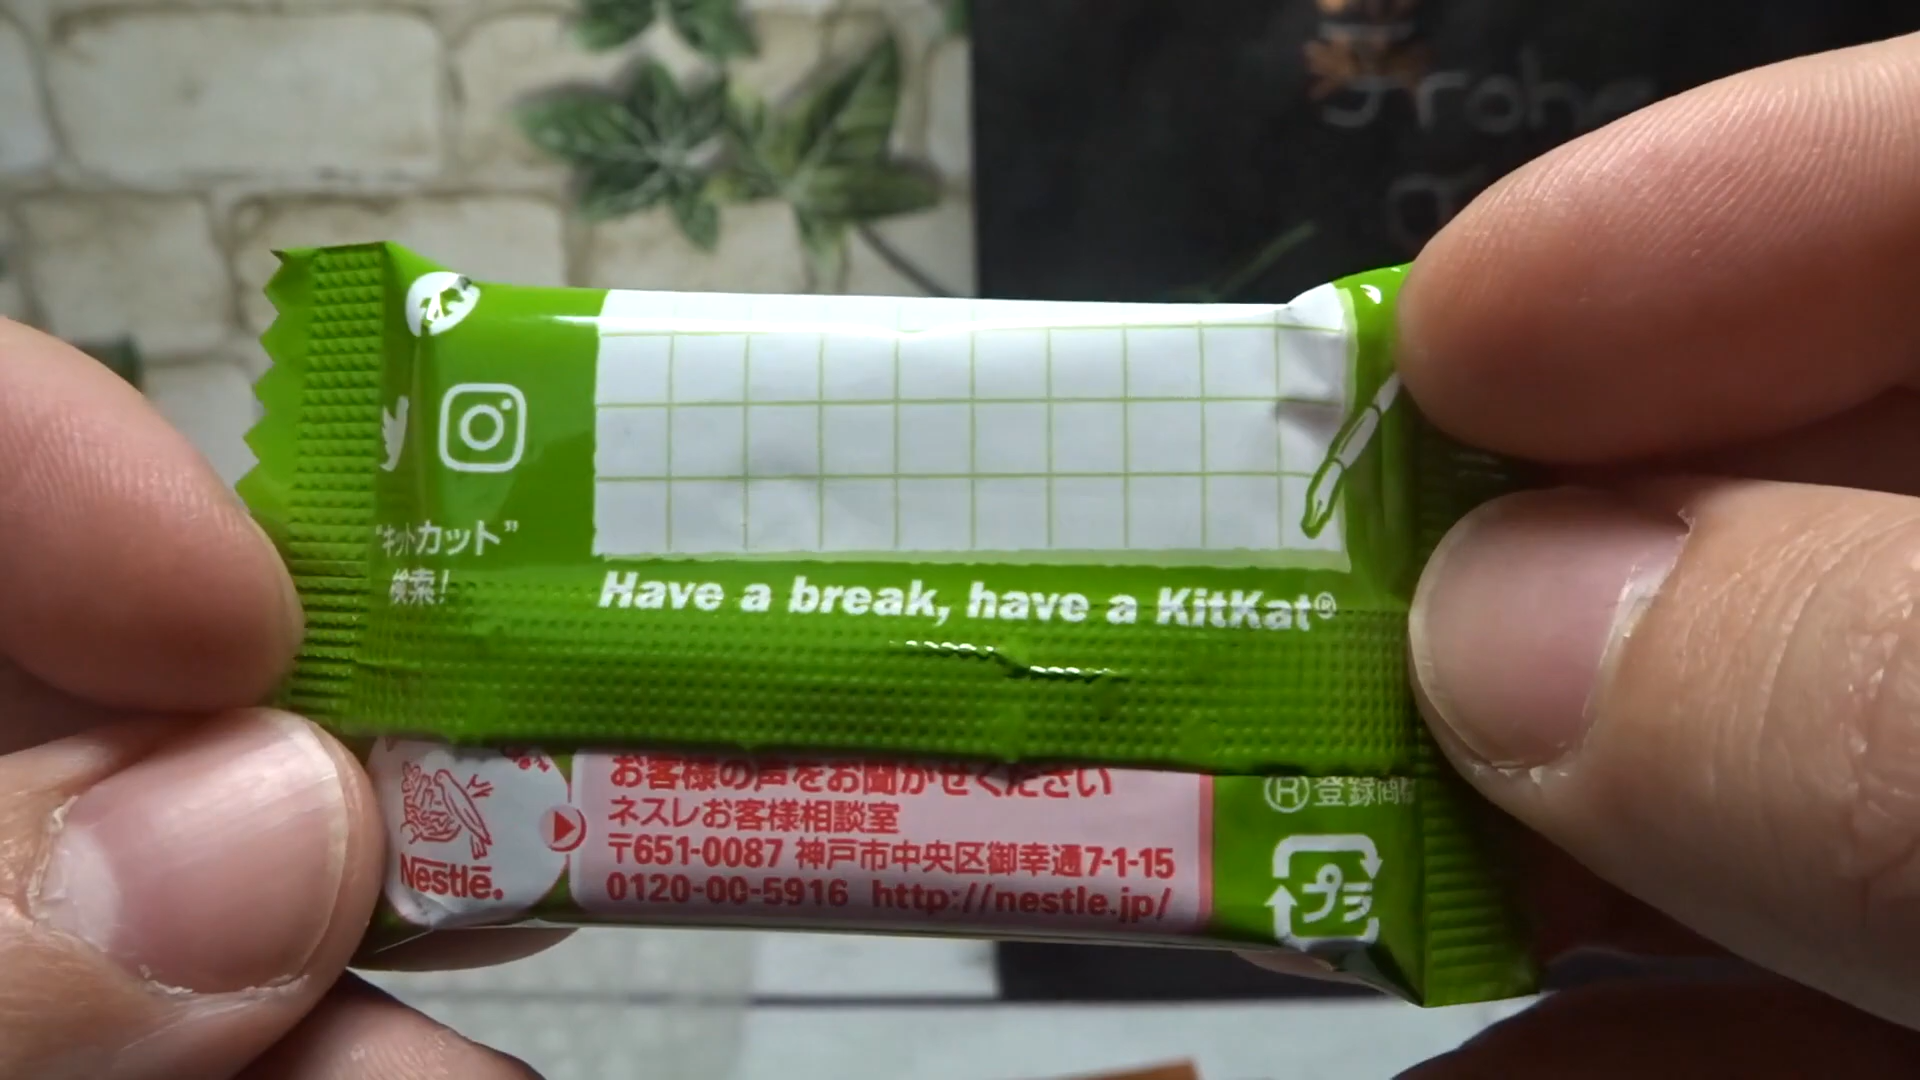 "キットカット"
検索!
Have a break, have a KitKat®
お客様の声をお聞かせください
ネスレお客様相談室
〒651-0087 神戸市中央区御幸通7-1-15
0120-00-5916 http://nestle.jp/
Nestlé.
Ⓡ登録商標
プラ